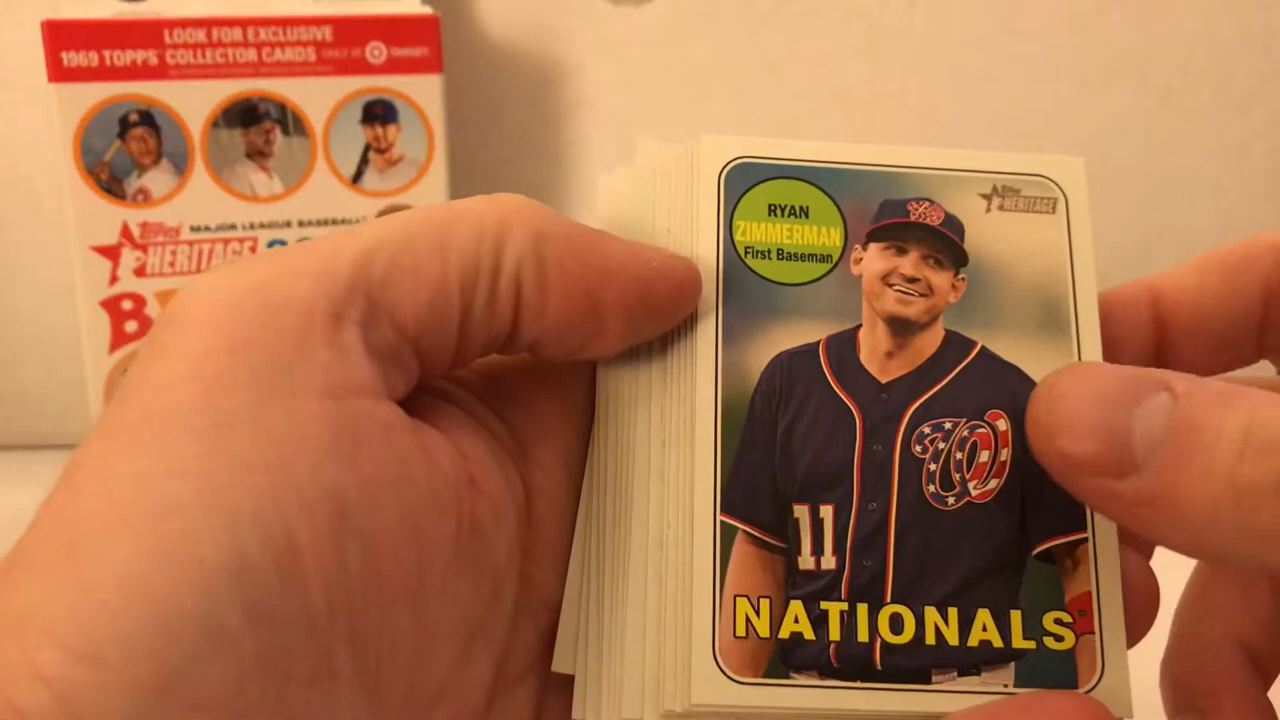 LOOK FOR EXCLUSIVE
1969 TOPPS COLLECTOR CARDS ONLY AT TARGET
Topps MAJOR LEAGUE BASEBALL
HERITAGE
B
RYAN
ZIMMERMAN
First Baseman
Topps
HERITAGE
W
W
11
NATIONALS